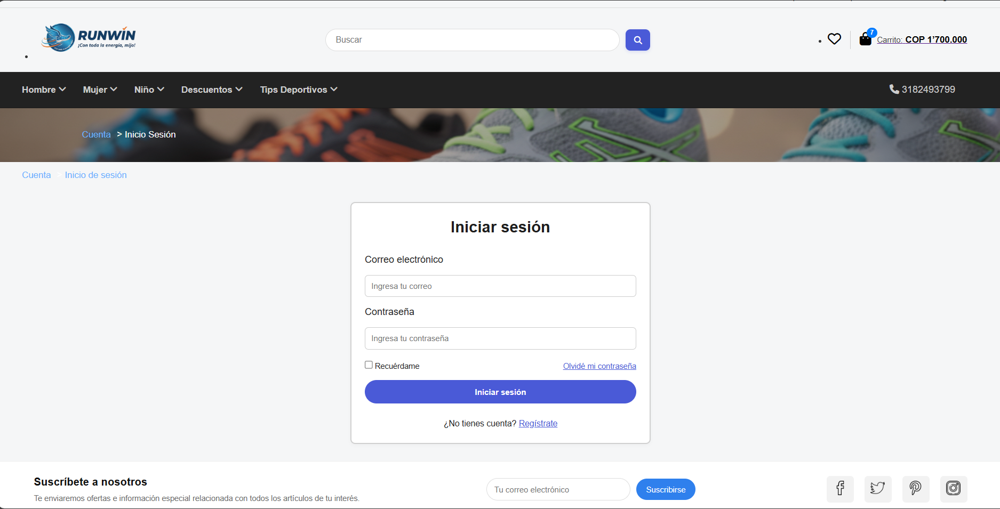 RUNWIN
¡Con toda la energía, mijo!
Buscar
7
Carrito: COP 1’700.000
Hombre Mujer Niño Descuentos Tips Deportivos
3182493799
Cuenta > Inicio Sesión
Cuenta > Inicio de sesión
Iniciar sesión
Correo electrónico
Ingresa tu correo
Contraseña
Ingresa tu contraseña
Recuérdame Olvidé mi contraseña
Iniciar sesión
¿No tienes cuenta? Regístrate
Suscríbete a nosotros
Te enviaremos ofertas e información especial relacionada con todos los artículos de tu interés.
Tu correo electrónico
Suscribirse